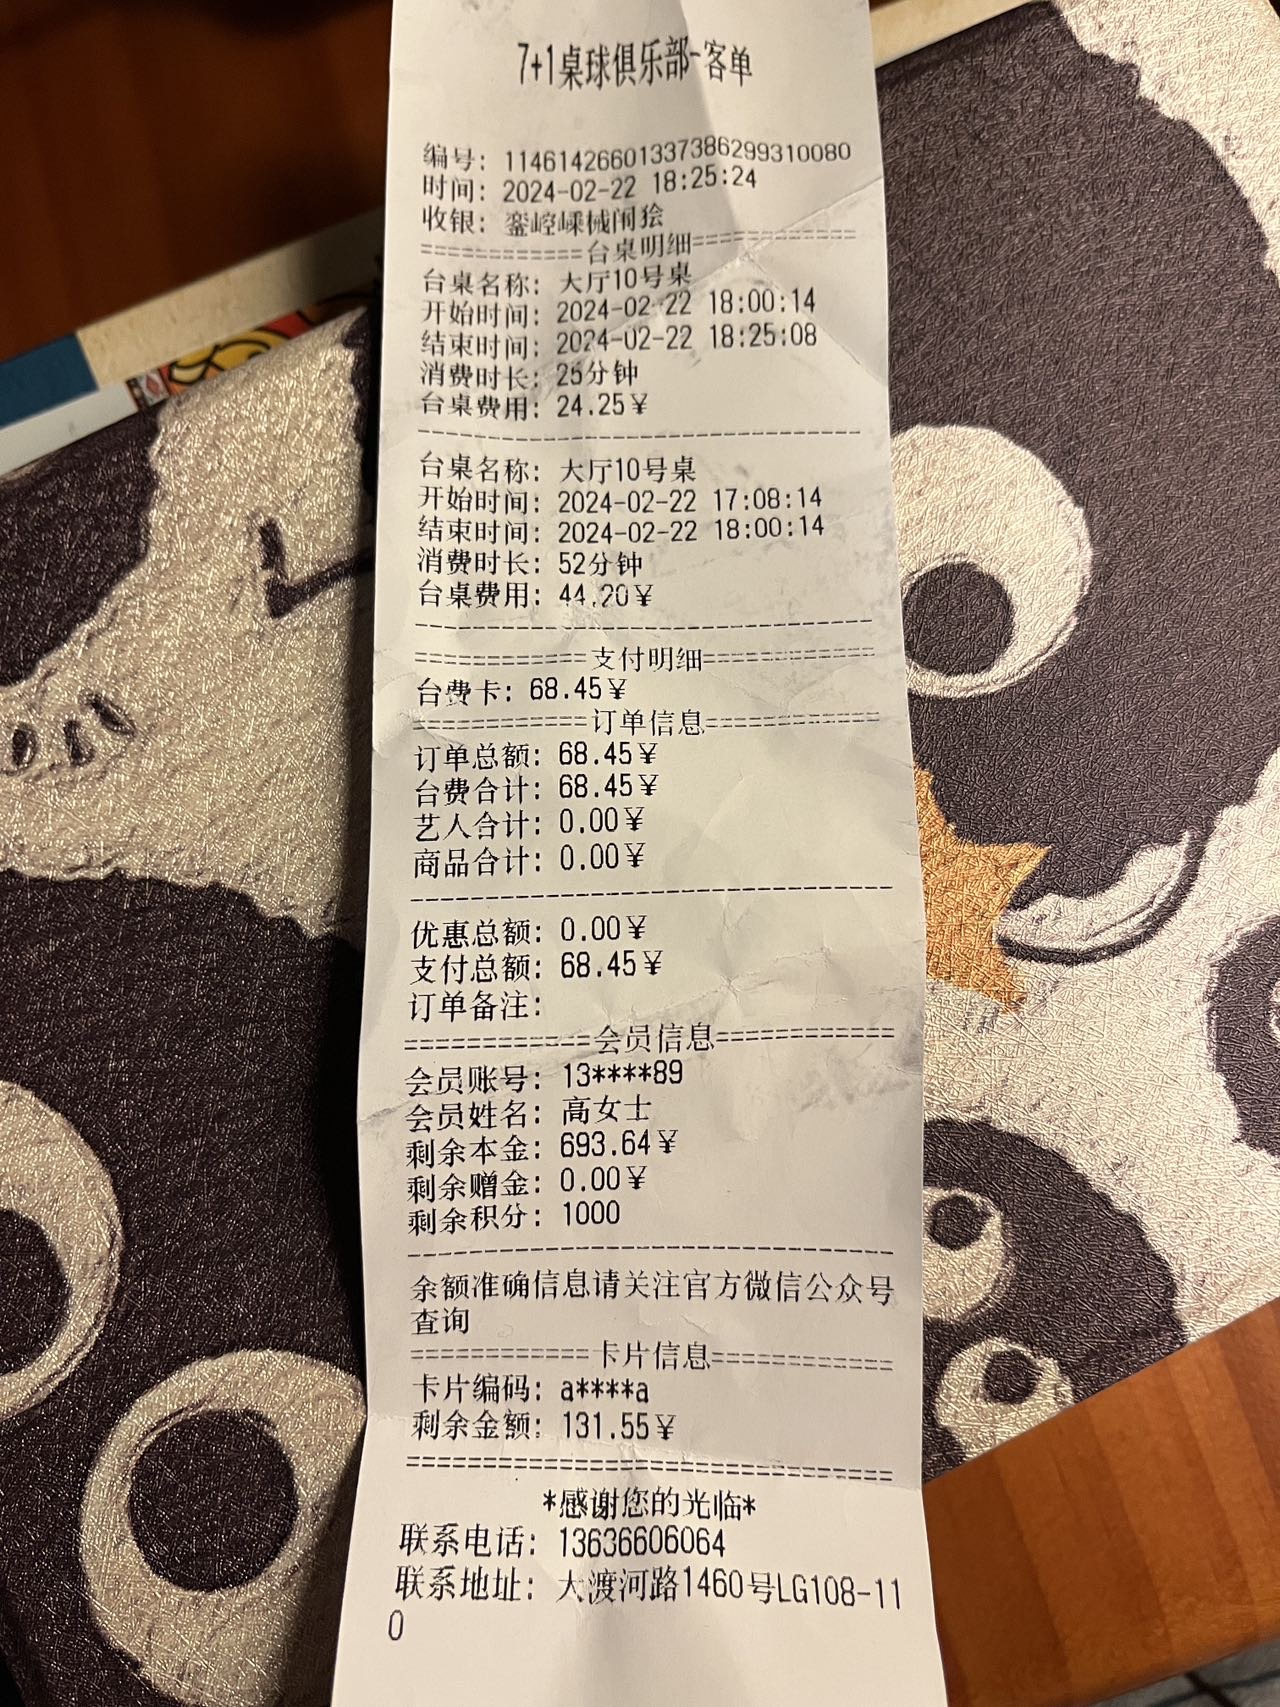 7+1桌球俱乐部-客单
编号: 1146142660133738629931​0080
时间: 2024-02-22 18:25:24
收银:
============台桌明细============
台桌名称: 大厅10号桌
开始时间: 2024-02-22 18:00:14
结束时间: 2024-02-22 18:25:08
消费时长: 25分钟
台桌费用: 24.25￥
--------------------------------
台桌名称: 大厅10号桌
开始时间: 2024-02-22 17:08:14
结束时间: 2024-02-22 18:00:14
消费时长: 52分钟
台桌费用: 44.20￥
--------------------------------
============支付明细============
台费卡: 68.45￥
============订单信息============
订单总额: 68.45￥
台费合计: 68.45￥
艺人合计: 0.00￥
商品合计: 0.00￥
--------------------------------
优惠总额: 0.00￥
支付总额: 68.45￥
订单备注:
============会员信息============
会员账号: 13****89
会员姓名: 高女士
剩余本金: 693.64￥
剩余赠金: 0.00￥
剩余积分: 1000
--------------------------------
余额准确信息请关注官方微信公众号
查询
============卡片信息============
卡片编码: a****a
剩余金额: 131.55￥
================================
*感谢您的光临*
联系电话: 13636606064
联系地址: 大渡河路1460号LG108-11
0